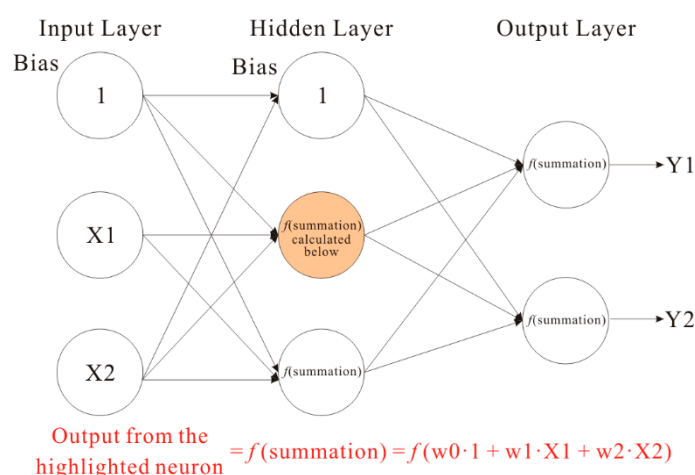 Input Layer Hidden Layer Output Layer
Bias Bias
1 1
f(summation) Y1
X1 f(summation)
calculated
below
f(summation) Y2
X2 f(summation)
Output from the
highlighted neuron = f(summation) = f(w0·1 + w1·X1 + w2·X2)